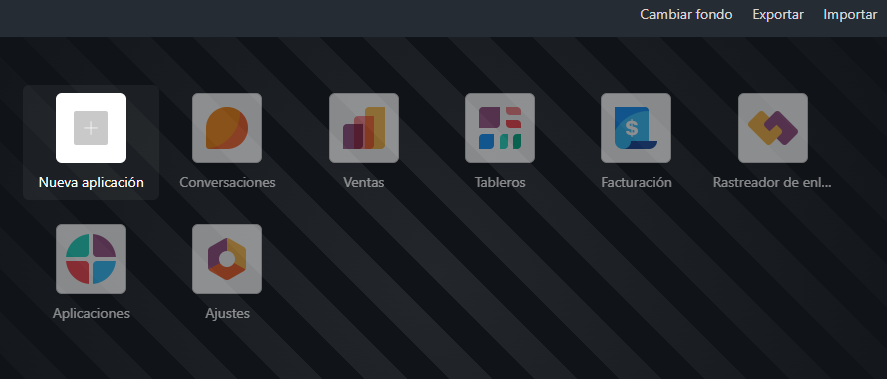 Cambiar fondo Exportar Importar
Nueva aplicación Conversaciones Ventas Tableros Facturación Rastreador de enl...
Aplicaciones Ajustes